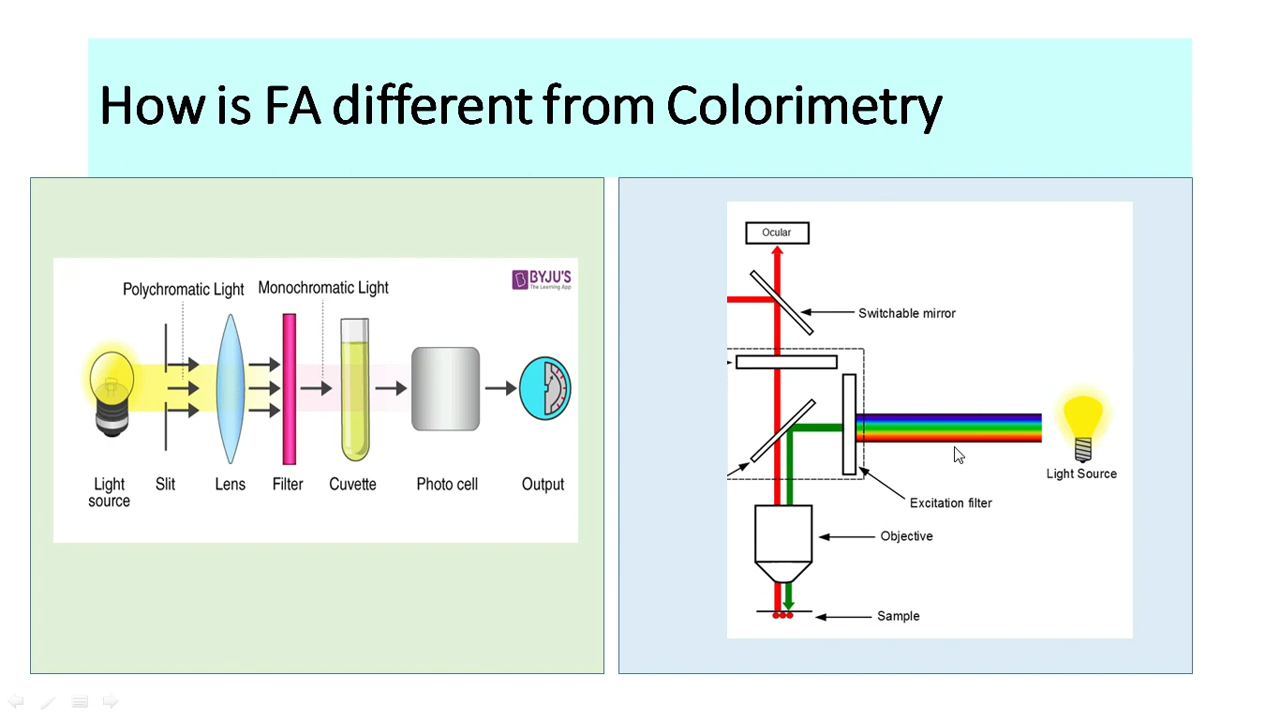 How is FA different from Colorimetry
Polychromatic Light
Monochromatic Light
BYJU'S
The Learning App
Light
source
Slit
Lens
Filter
Cuvette
Photo cell
Output
Ocular
Switchable mirror
Light Source
Excitation filter
Objective
Sample